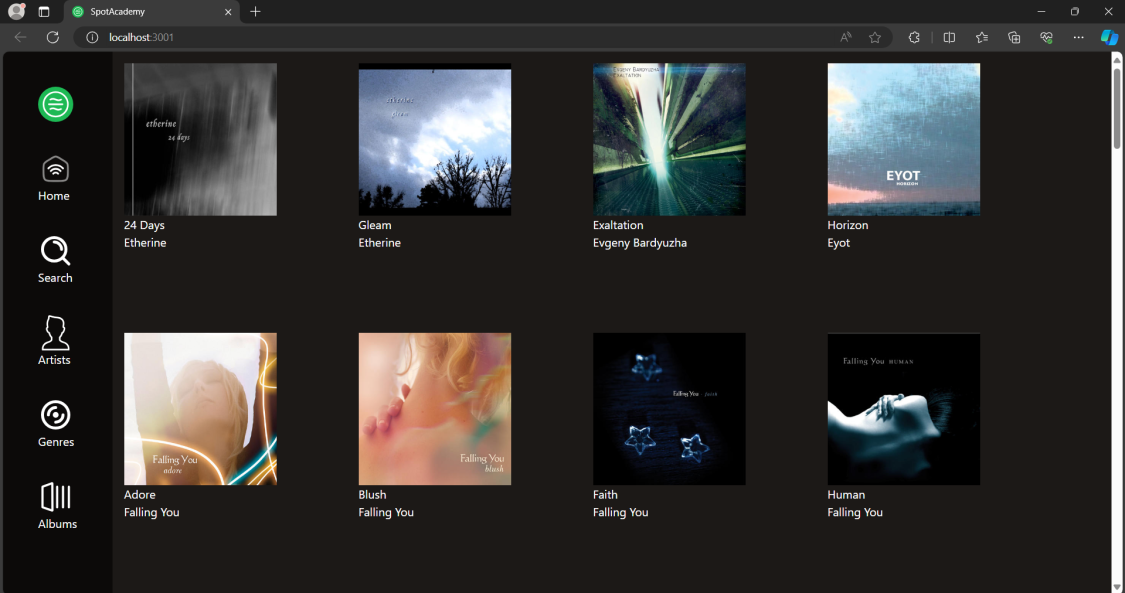 SpotAcademy
localhost:3001
Home
Search
Artists
Genres
Albums
etherine
24 days
24 Days
Etherine
etherine
gleam
Gleam
Etherine
EVGENY BARDYUZHA
EXALTATION
Exaltation
Evgeny Bardyuzha
EYOT
HORIZON
Horizon
Eyot
Falling You
adore
Adore
Falling You
Falling You
blush
Blush
Falling You
Falling You faith
Faith
Falling You
Falling You HUMAN
Human
Falling You